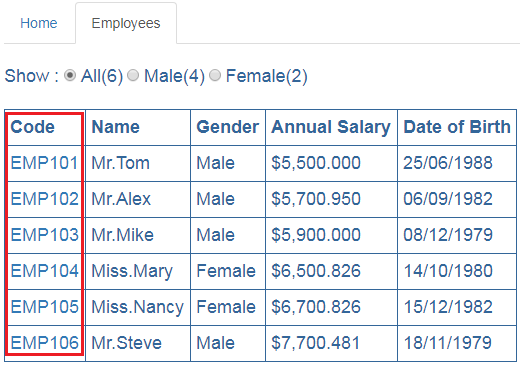 Home Employees
Show : All(6) Male(4) Female(2)
Code Name Gender Annual Salary Date of Birth
EMP101 Mr.Tom Male $5,500.000 25/06/1988
EMP102 Mr.Alex Male $5,700.950 06/09/1982
EMP103 Mr.Mike Male $5,900.000 08/12/1979
EMP104 Miss.Mary Female $6,500.826 14/10/1980
EMP105 Miss.Nancy Female $6,700.826 15/12/1982
EMP106 Mr.Steve Male $7,700.481 18/11/1979